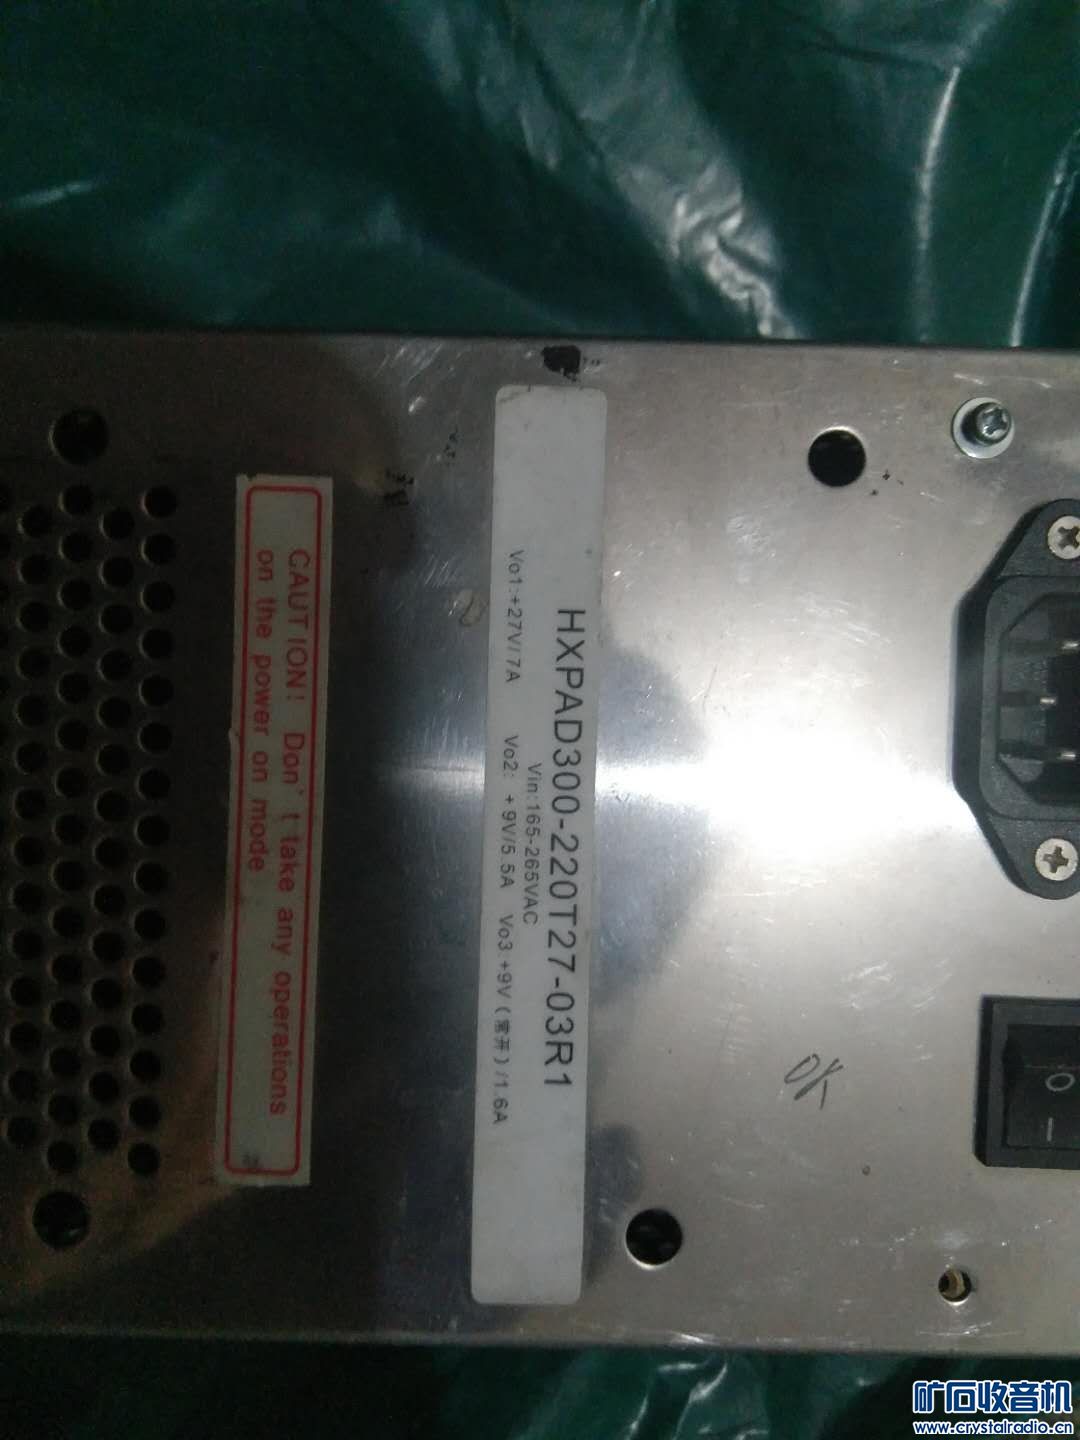 HXPAD300-220T27-03R1
Vin:165-265VAC
Vo1:+27V/7A Vo2: +9V/5.5A Vo3:+9V(常开)/1.6A
CAUTION! Don't take any operations
on the power on mode
OK
O
—
矿石收音机
www.crystalradio.cn